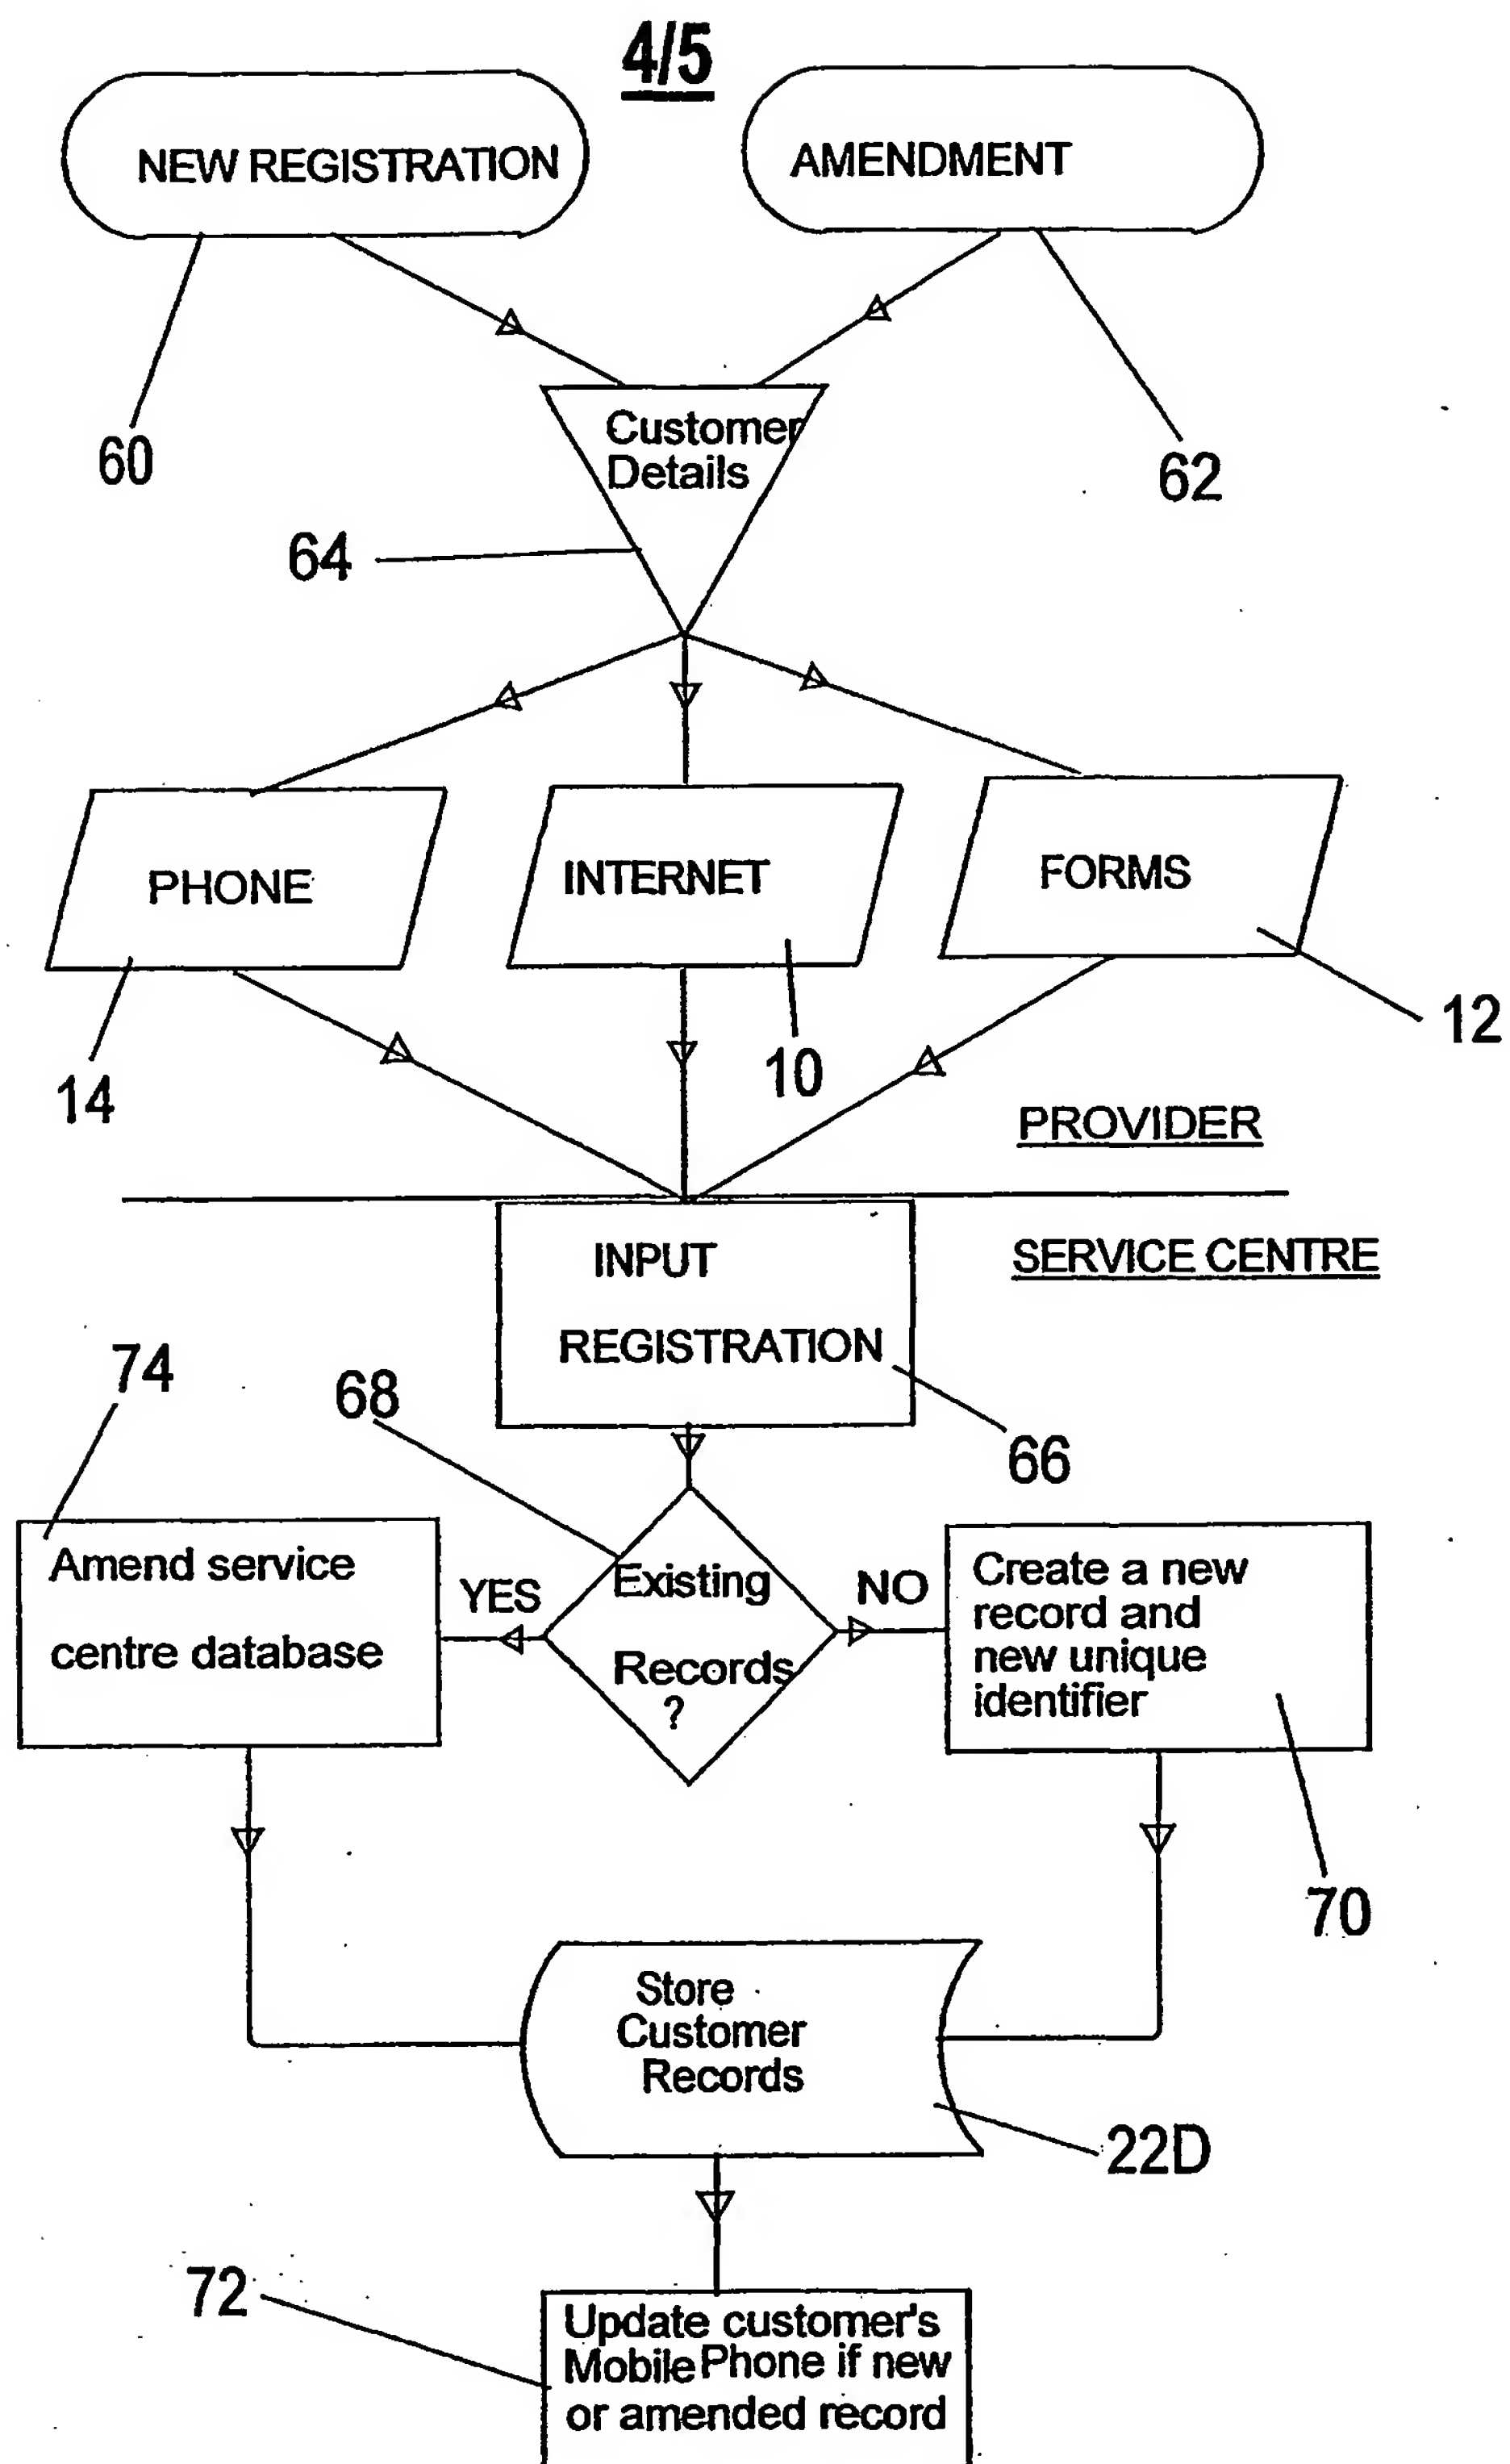 4/5
NEW REGISTRATION
AMENDMENT
60
62
Customer
Details
64
PHONE
INTERNET
FORMS
14
10
12
PROVIDER
INPUT
REGISTRATION
SERVICE CENTRE
66
74
68
Amend service
centre database
YES
Existing
Records
?
NO
Create a new
record and
new unique
identifier
70
Store
Customer
Records
22D
72
Update customer's
Mobile Phone if new
or amended record